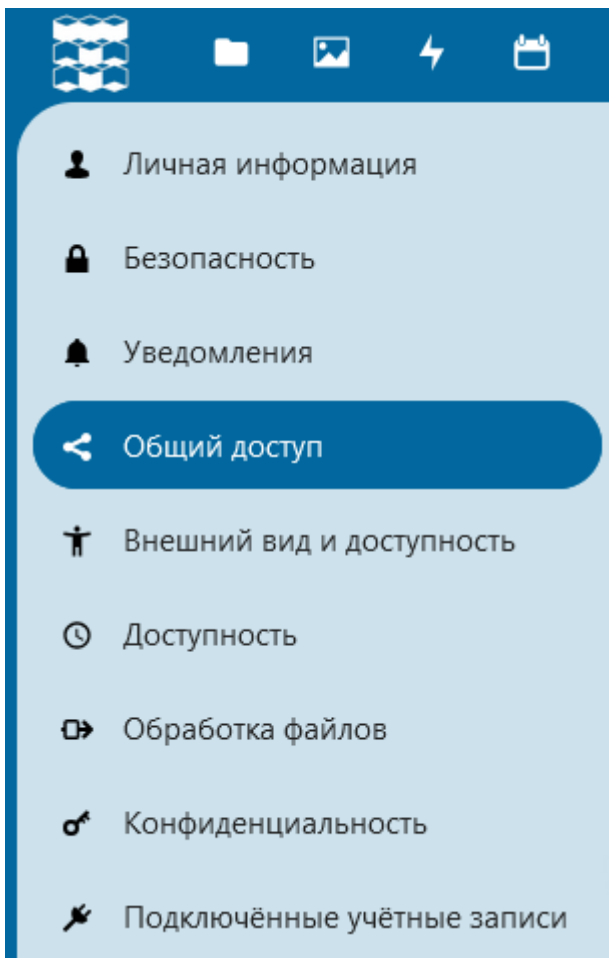 Личная информация
Безопасность
Уведомления
Общий доступ
Внешний вид и доступность
Доступность
Обработка файлов
Конфиденциальность
Подключённые учётные записи